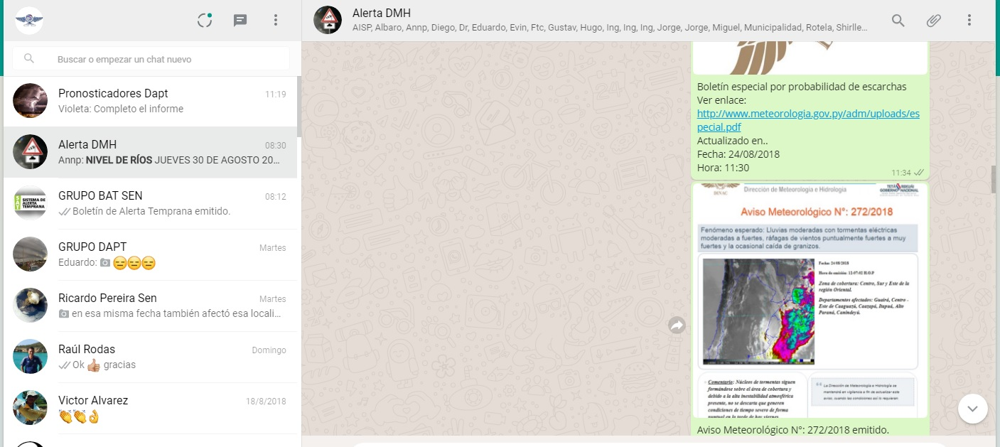 Buscar o empezar un chat nuevo
Pronosticadores Dapt
11:19
Violeta: Completo el informe
Alerta DMH
08:30
Annp: NIVEL DE RÍOS JUEVES 30 DE AGOSTO 20...
SAT
SISTEMA DE
ALERTA
TEMPRANA
GRUPO BAT SEN
08:12
Boletín de Alerta Temprana emitido.
GRUPO DAPT
Martes
Eduardo: 📷 😑😑😑
Ricardo Pereira Sen
Martes
📷 en esa misma fecha también afectó esa locali...
Raúl Rodas
Domingo
Ok 👍🏼 gracias
Victor Alvarez
18/8/2018
👏👏👌
Alerta DMH
AISP, Albaro, Annp, Diego, Dr, Eduardo, Evin, Ftc, Gustav, Hugo, Ing, Ing, Ing, Jorge, Jorge, Miguel, Municipalidad, Rotela, Shirlle...
Boletín especial por probabilidad de escarchas
Ver enlace:
http://www.meteorologia.gov.py/adm/uploads/es
pecial.pdf
Actualizado en..
Fecha: 24/08/2018
Hora: 11:30
11:34
DINAC
Dirección de Meteorología e Hidrología
TETÃ REKUÁI
GOBIERNO NACIONAL
Aviso Meteorológico N°: 272/2018
Fenómeno esperado: Lluvias moderadas con tormentas eléctricas
moderadas a fuertes, ráfagas de vientos puntualmente fuertes a muy
fuertes y la ocasional caída de granizos.
Fecha: 24/08/2018
Hora de emisión: 12:07:02 H.O.P
Zona de cobertura: Centro, Sur y Este de la
región Oriental.
Departamentos afectados: Guairá, Centro -
Este de Caaguazú, Caazapá, Itapuá, Alto
Paraná, Canindeyú.
Comentario: Núcleos de tormentas siguen
formándose sobre el área de cobertura y
debido a la alta inestabilidad atmosférica
presente, no se descarta que generen
condiciones de tiempo severo de forma
puntual en la tarde de hoy viernes
La Dirección de Meteorología e Hidrología se
mantendrá en vigilancia a fin de actualizar este
aviso, cuando las condiciones así lo requieran
Aviso Meteorológico N°: 272/2018 emitido.